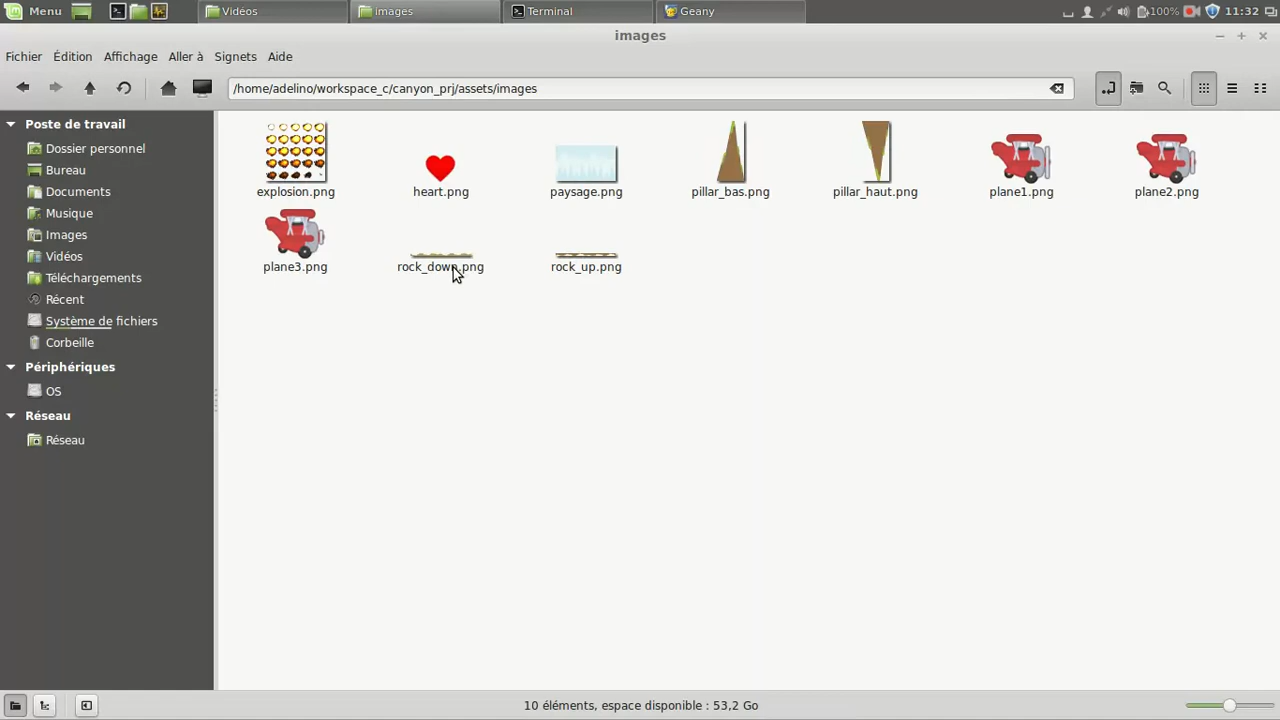 Menu
Vidéos
images
Terminal
Geany
100%
11:32
images
Fichier Édition Affichage Aller à Signets Aide
/home/adelino/workspace_c/canyon_prj/assets/images
Poste de travail
Dossier personnel
Bureau
Documents
Musique
Images
Vidéos
Téléchargements
Récent
Système de fichiers
Corbeille
Périphériques
OS
Réseau
Réseau
explosion.png
heart.png
paysage.png
pillar_bas.png
pillar_haut.png
plane1.png
plane2.png
plane3.png
rock_down.png
rock_up.png
10 éléments, espace disponible : 53,2 Go